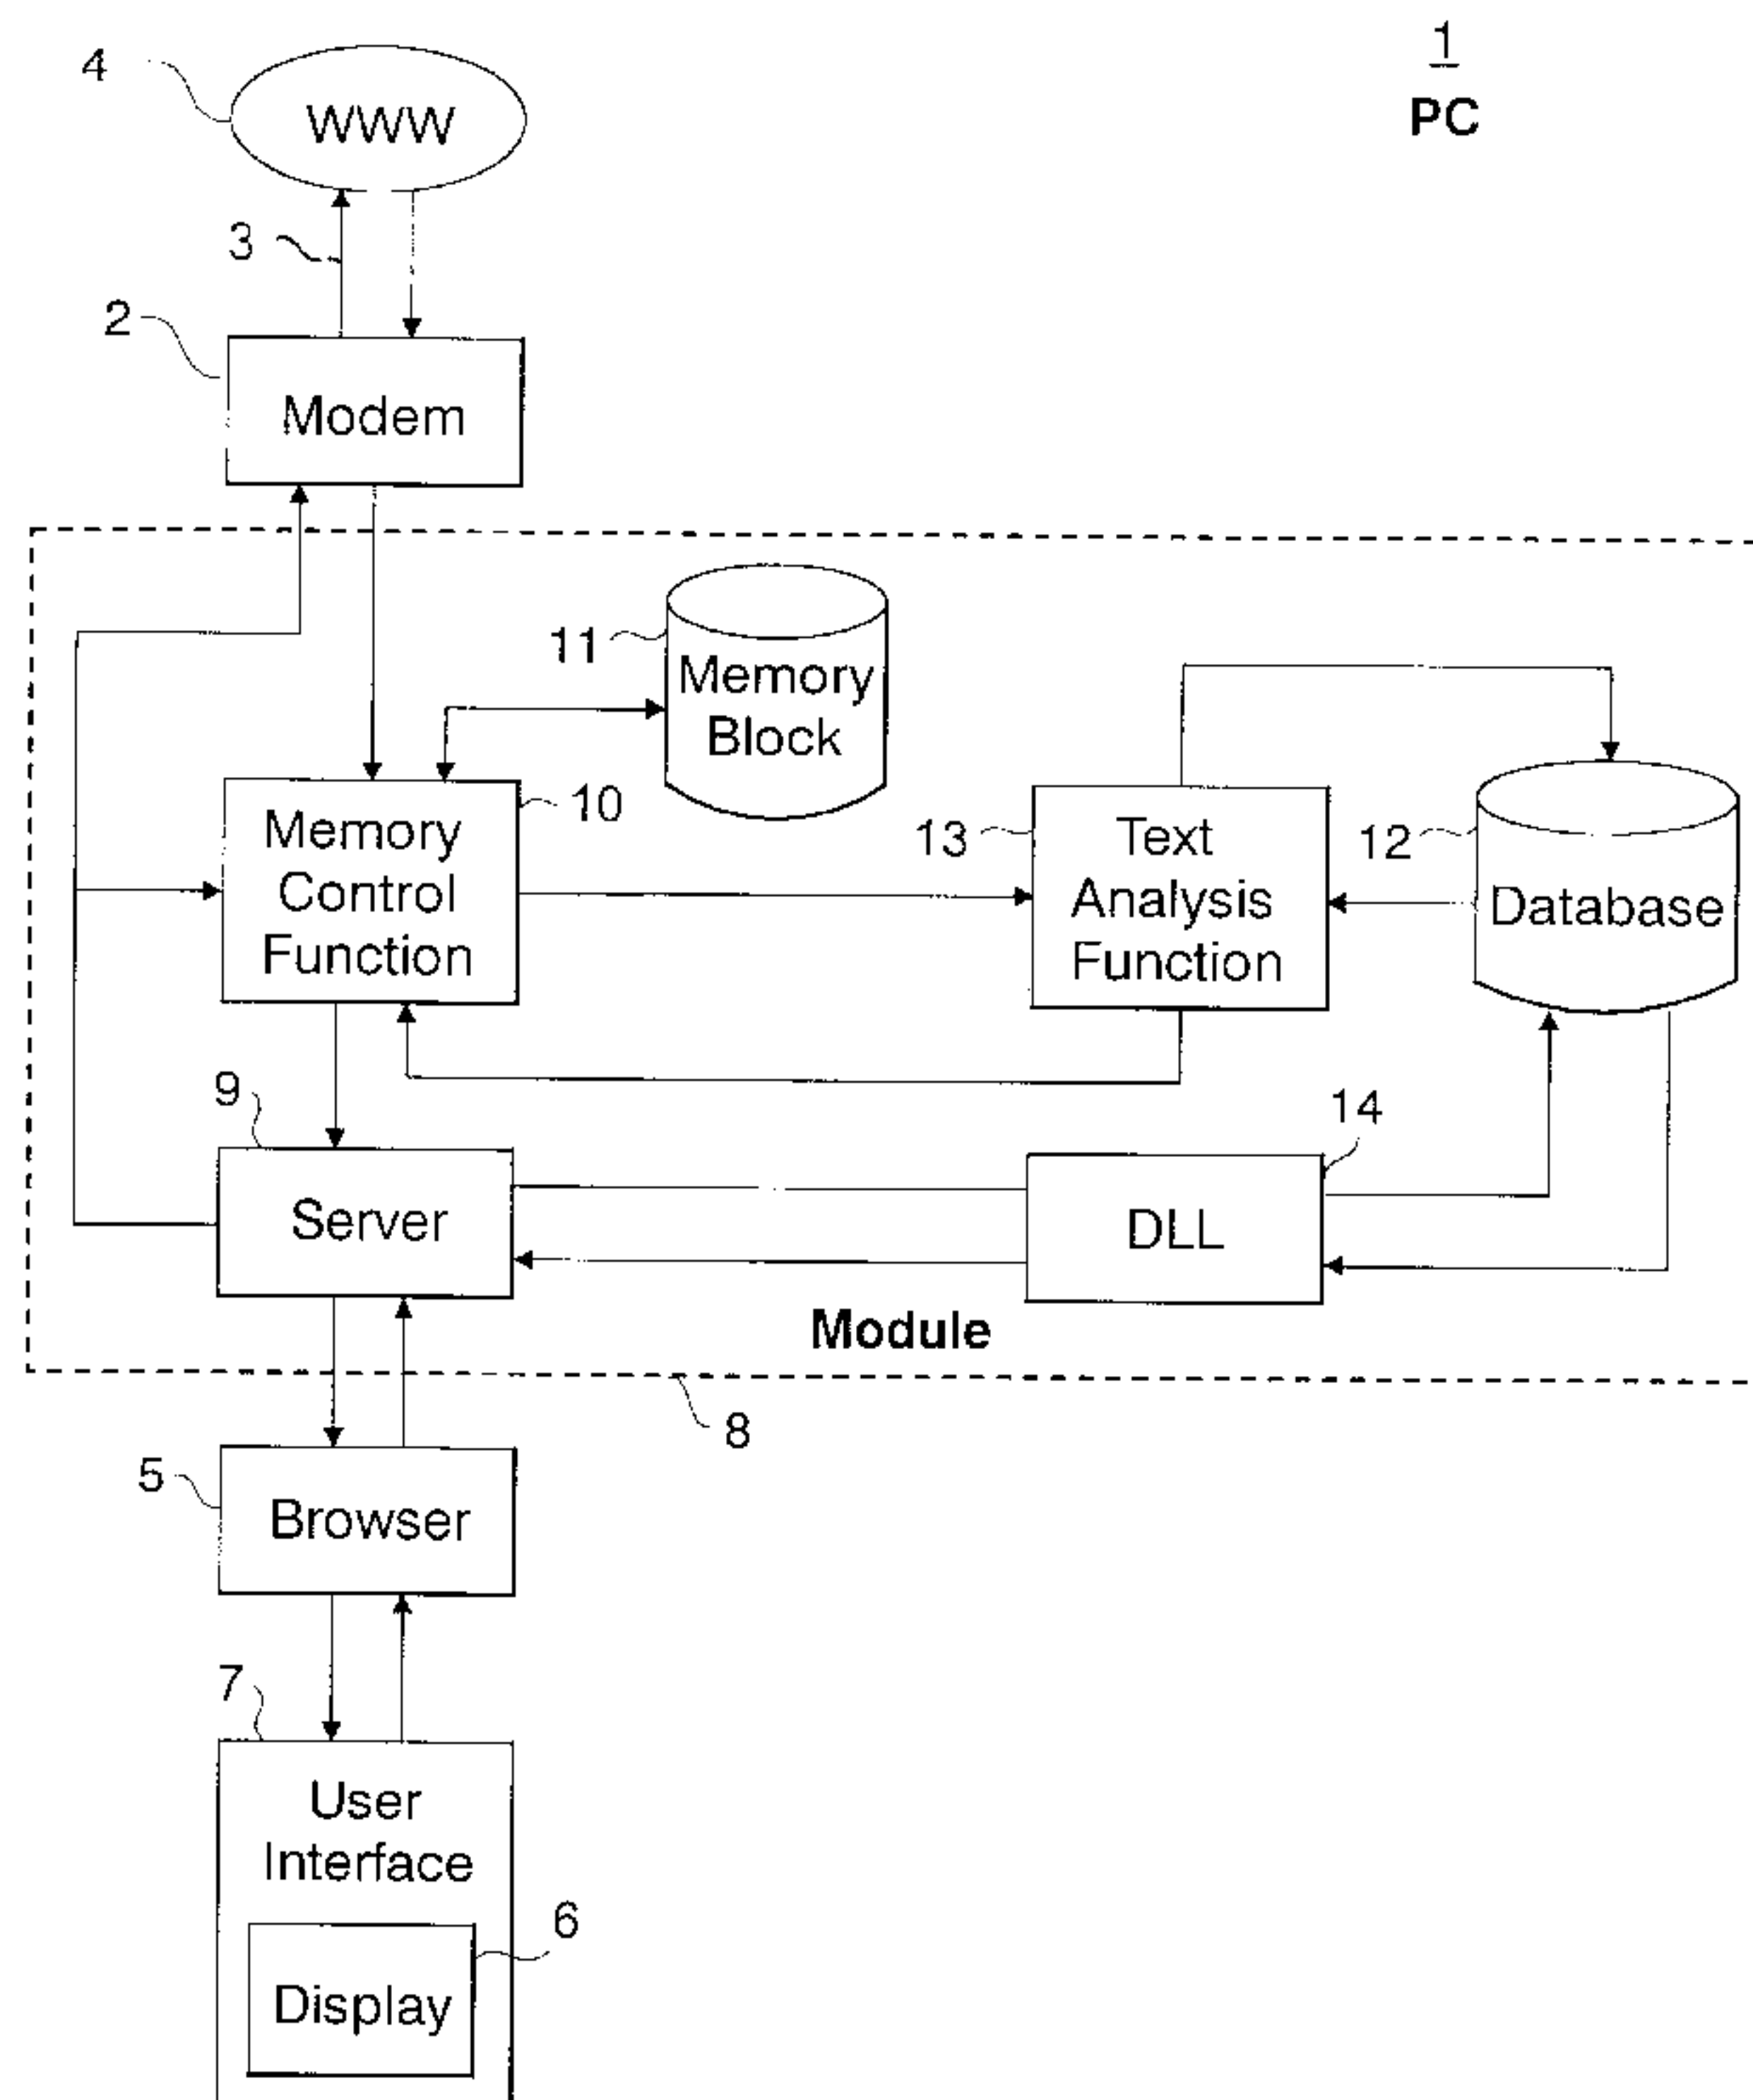 1
PC
4
WWW
3
2
Modem
11
Memory
Block
10
Memory
Control
Function
13
Text
Analysis
Function
12
Database
9
Server
14
DLL
Module
8
5
Browser
7
User
Interface
6
Display